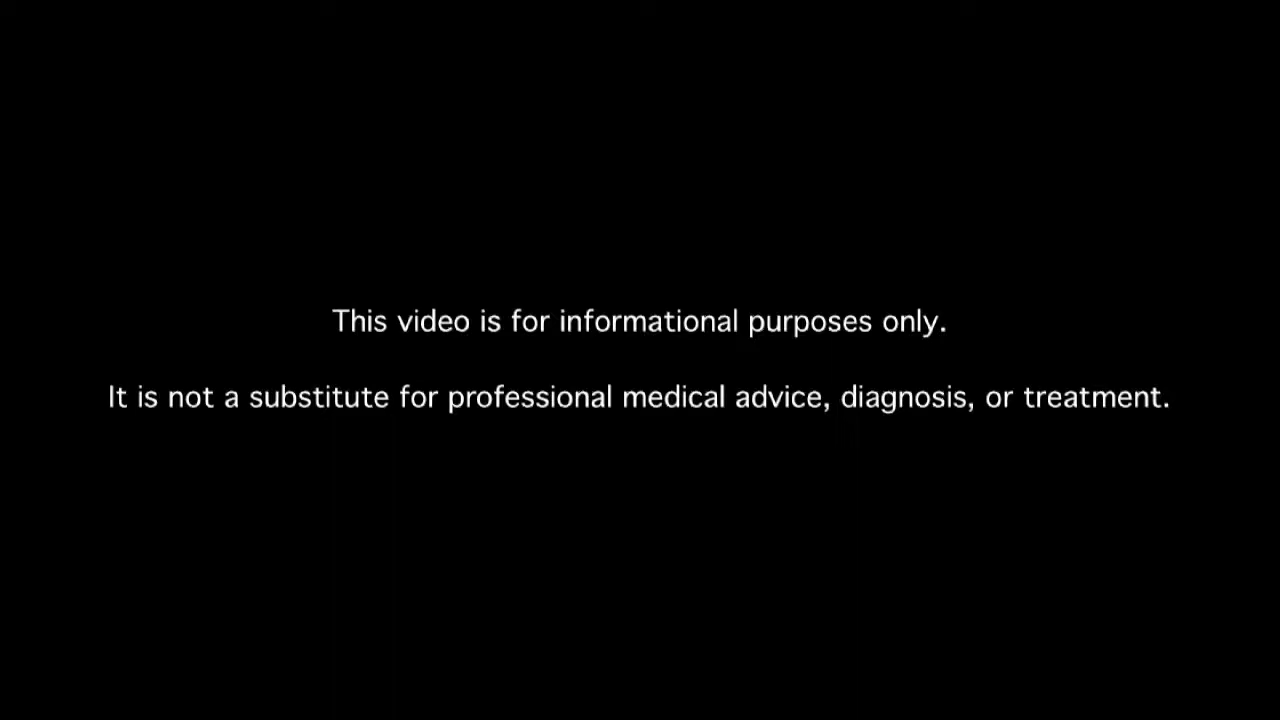 This video is for informational purposes only.
It is not a substitute for professional medical advice, diagnosis, or treatment.